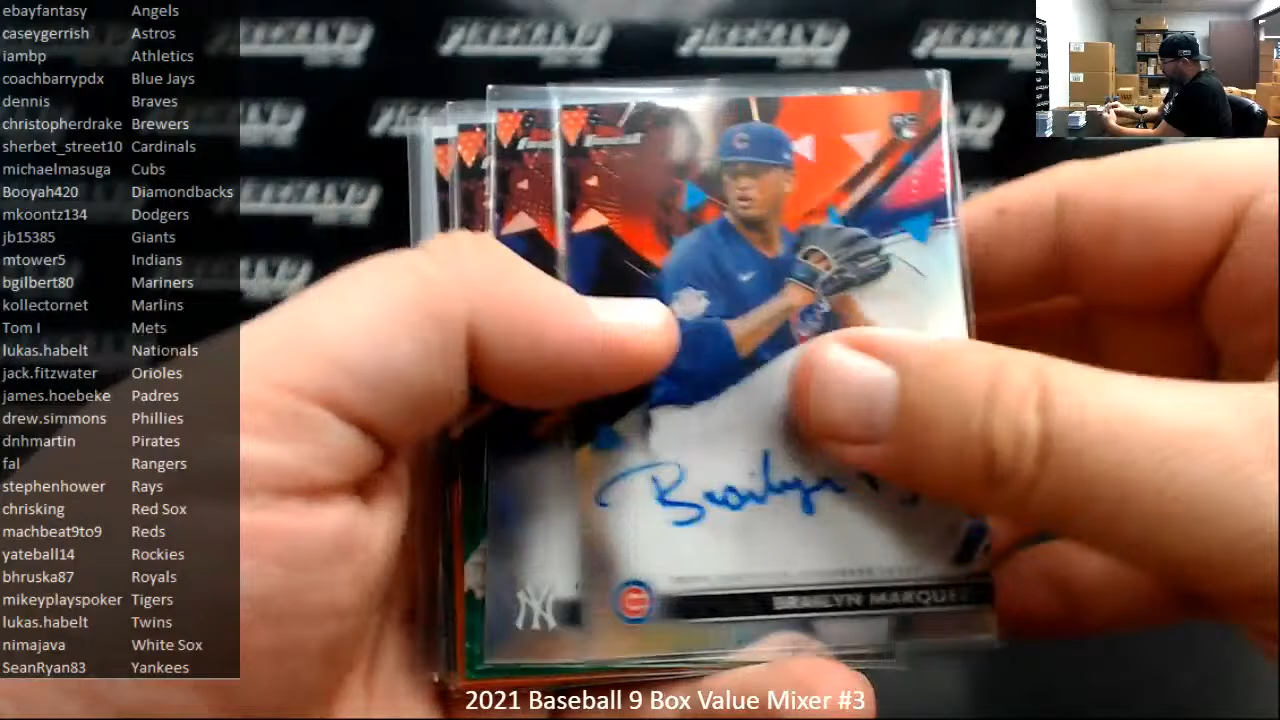 ebayfantasy Angels
caseygerrish Astros
iambp Athletics
coachbarrypdx Blue Jays
dennis Braves
christopherdrake Brewers
sherbet_street10 Cardinals
michaelmasuga Cubs
Booyah420 Diamondbacks
mkoontz134 Dodgers
jb15385 Giants
mtower5 Indians
bgilbert80 Mariners
kollectornet Marlins
Tom I Mets
lukas.habelt Nationals
jack.fitzwater Orioles
james.hoebeke Padres
drew.simmons Phillies
dnhmartin Pirates
fal Rangers
stephenhower Rays
chrisking Red Sox
machbeat9to9 Reds
yateball14 Rockies
bhruska87 Royals
mikeyplayspoker Tigers
lukas.habelt Twins
nimajava White Sox
SeanRyan83 Yankees
RC
Brailyn
NY
BRAILYN MARQUE
2021 Baseball 9 Box Value Mixer #3